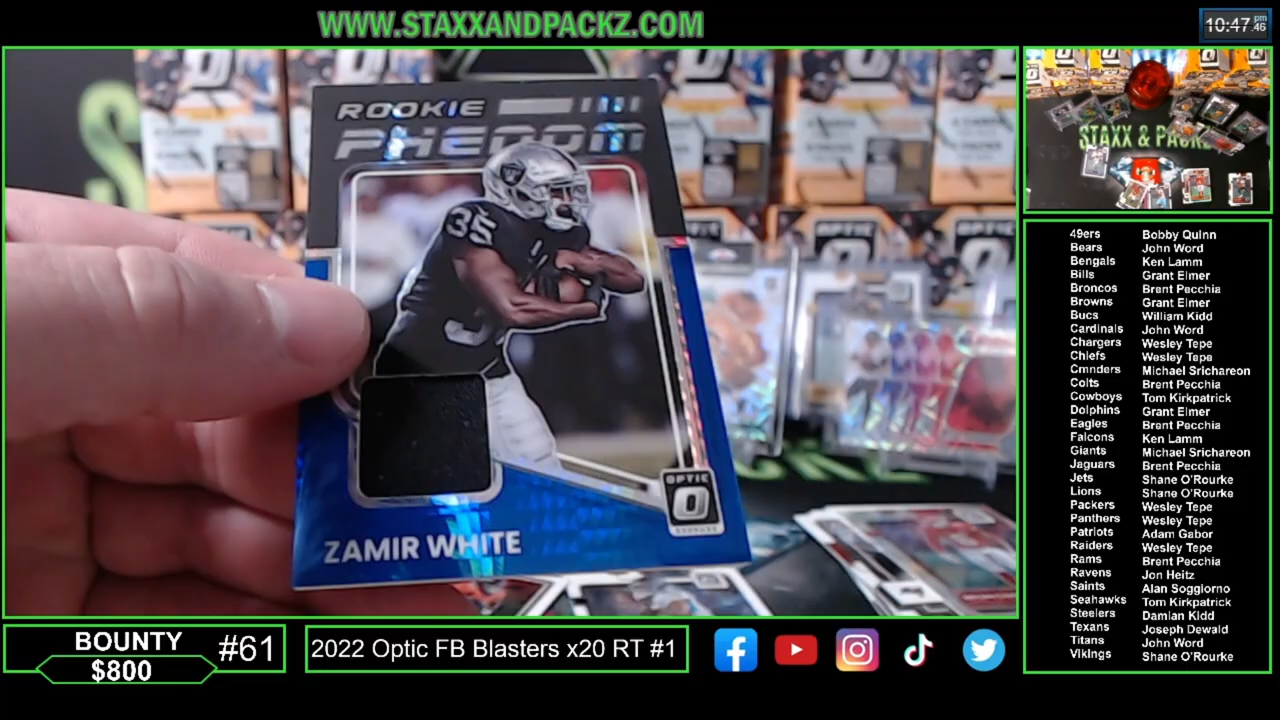 WWW.STAXXANDPACKZ.COM
10:47 pm .46
ROOKIE
PHENOM
35
ZAMIR WHITE
OPTIC
STAXX & PACKZ
49ers Bobby Quinn
Bears John Word
Bengals Ken Lamm
Bills Grant Elmer
Broncos Brent Pecchia
Browns Grant Elmer
Bucs William Kidd
Cardinals John Word
Chargers Wesley Tepe
Chiefs Wesley Tepe
Cmnders Michael Srichareon
Colts Brent Pecchia
Cowboys Tom Kirkpatrick
Dolphins Grant Elmer
Eagles Brent Pecchia
Falcons Ken Lamm
Giants Michael Srichareon
Jaguars Brent Pecchia
Jets Shane O'Rourke
Lions Shane O'Rourke
Packers Wesley Tepe
Panthers Wesley Tepe
Patriots Adam Gabor
Raiders Wesley Tepe
Rams Brent Pecchia
Ravens Jon Heitz
Saints Alan Soggiorno
Seahawks Tom Kirkpatrick
Steelers Damian Kidd
Texans Joseph Dewald
Titans John Word
Vikings Shane O'Rourke
BOUNTY #61
$800
2022 Optic FB Blasters x20 RT #1